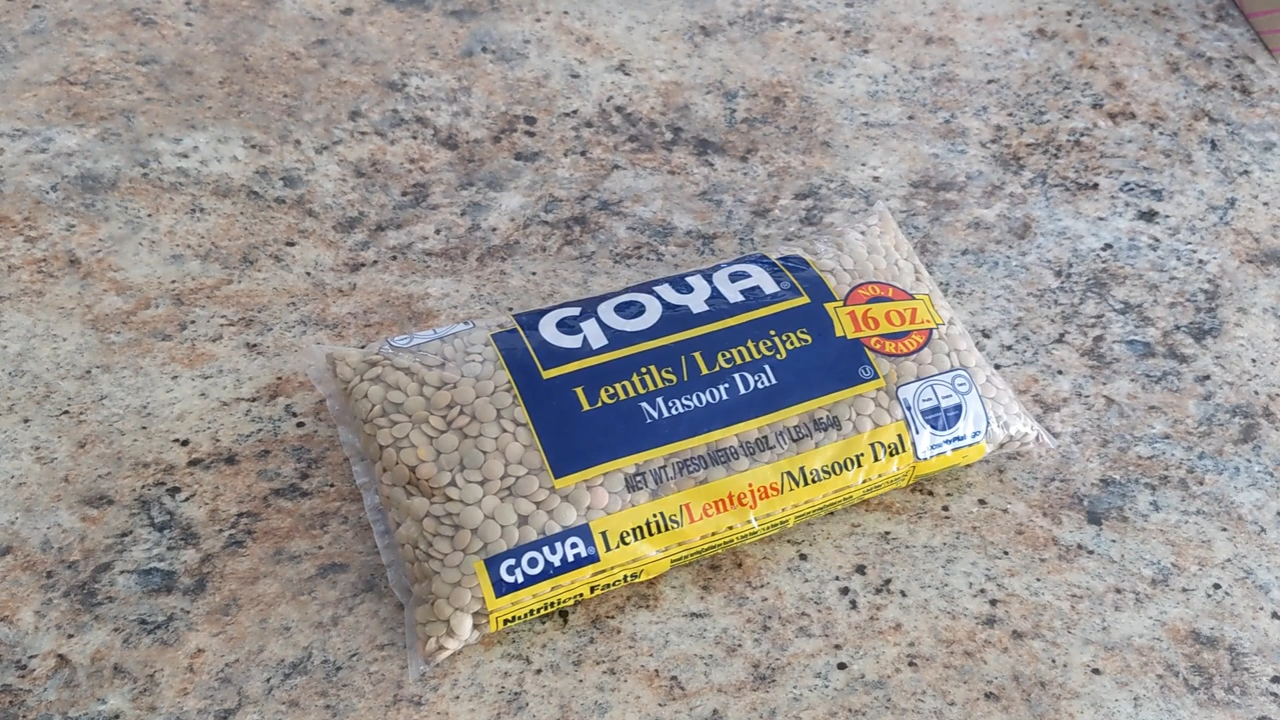 GOYA®
Lentils / Lentejas
Masoor Dal
U
NO. 1
16 OZ.
GRADE
NET WT./PESO NETO 16 OZ. (1 LB.) 454g
GOYA® Lentils/Lentejas/Masoor Dal
Nutrition Facts/